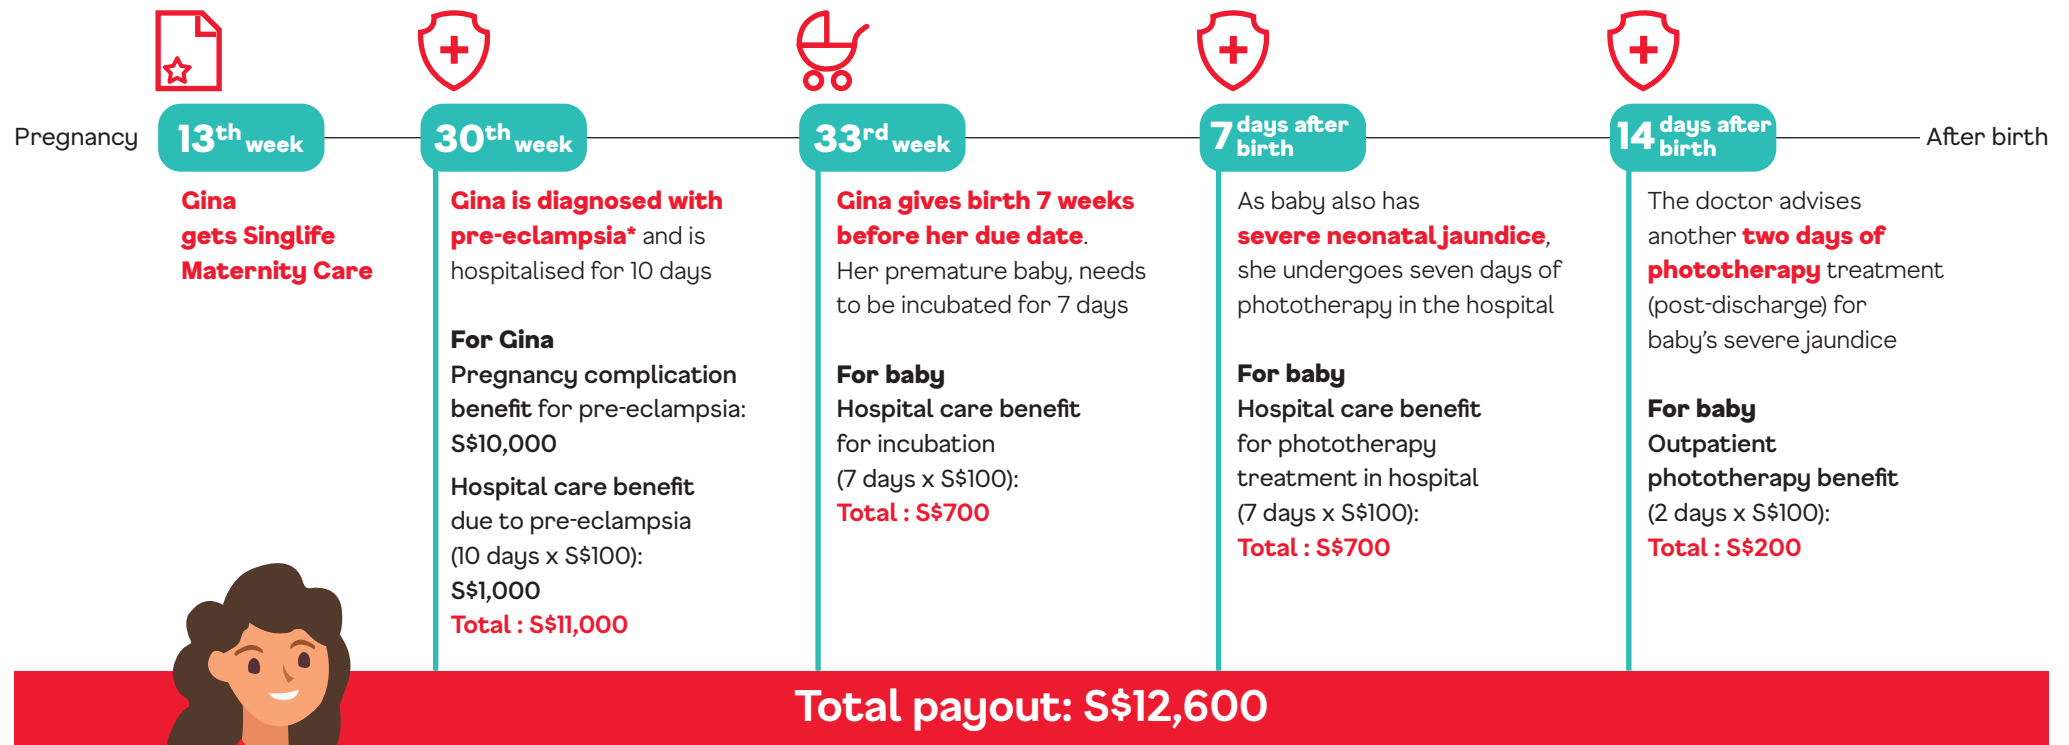 Pregnancy
13th week
Gina
gets Singlife
Maternity Care
30th week
Gina is diagnosed with
pre-eclampsia* and is
hospitalised for 10 days
For Gina
Pregnancy complication
benefit for pre-eclampsia:
S$10,000
Hospital care benefit
due to pre-eclampsia
(10 days x S$100):
S$1,000
Total : S$11,000
33rd week
Gina gives birth 7 weeks
before her due date.
Her premature baby, needs
to be incubated for 7 days
For baby
Hospital care benefit
for incubation
(7 days x S$100):
Total : S$700
7 days after
birth
As baby also has
severe neonatal jaundice,
she undergoes seven days of
phototherapy in the hospital
For baby
Hospital care benefit
for phototherapy
treatment in hospital
(7 days x S$100):
Total : S$700
14 days after
birth
The doctor advises
another two days of
phototherapy treatment
(post-discharge) for
baby's severe jaundice
For baby
Outpatient
phototherapy benefit
(2 days x S$100):
Total : S$200
After birth
Total payout: S$12,600